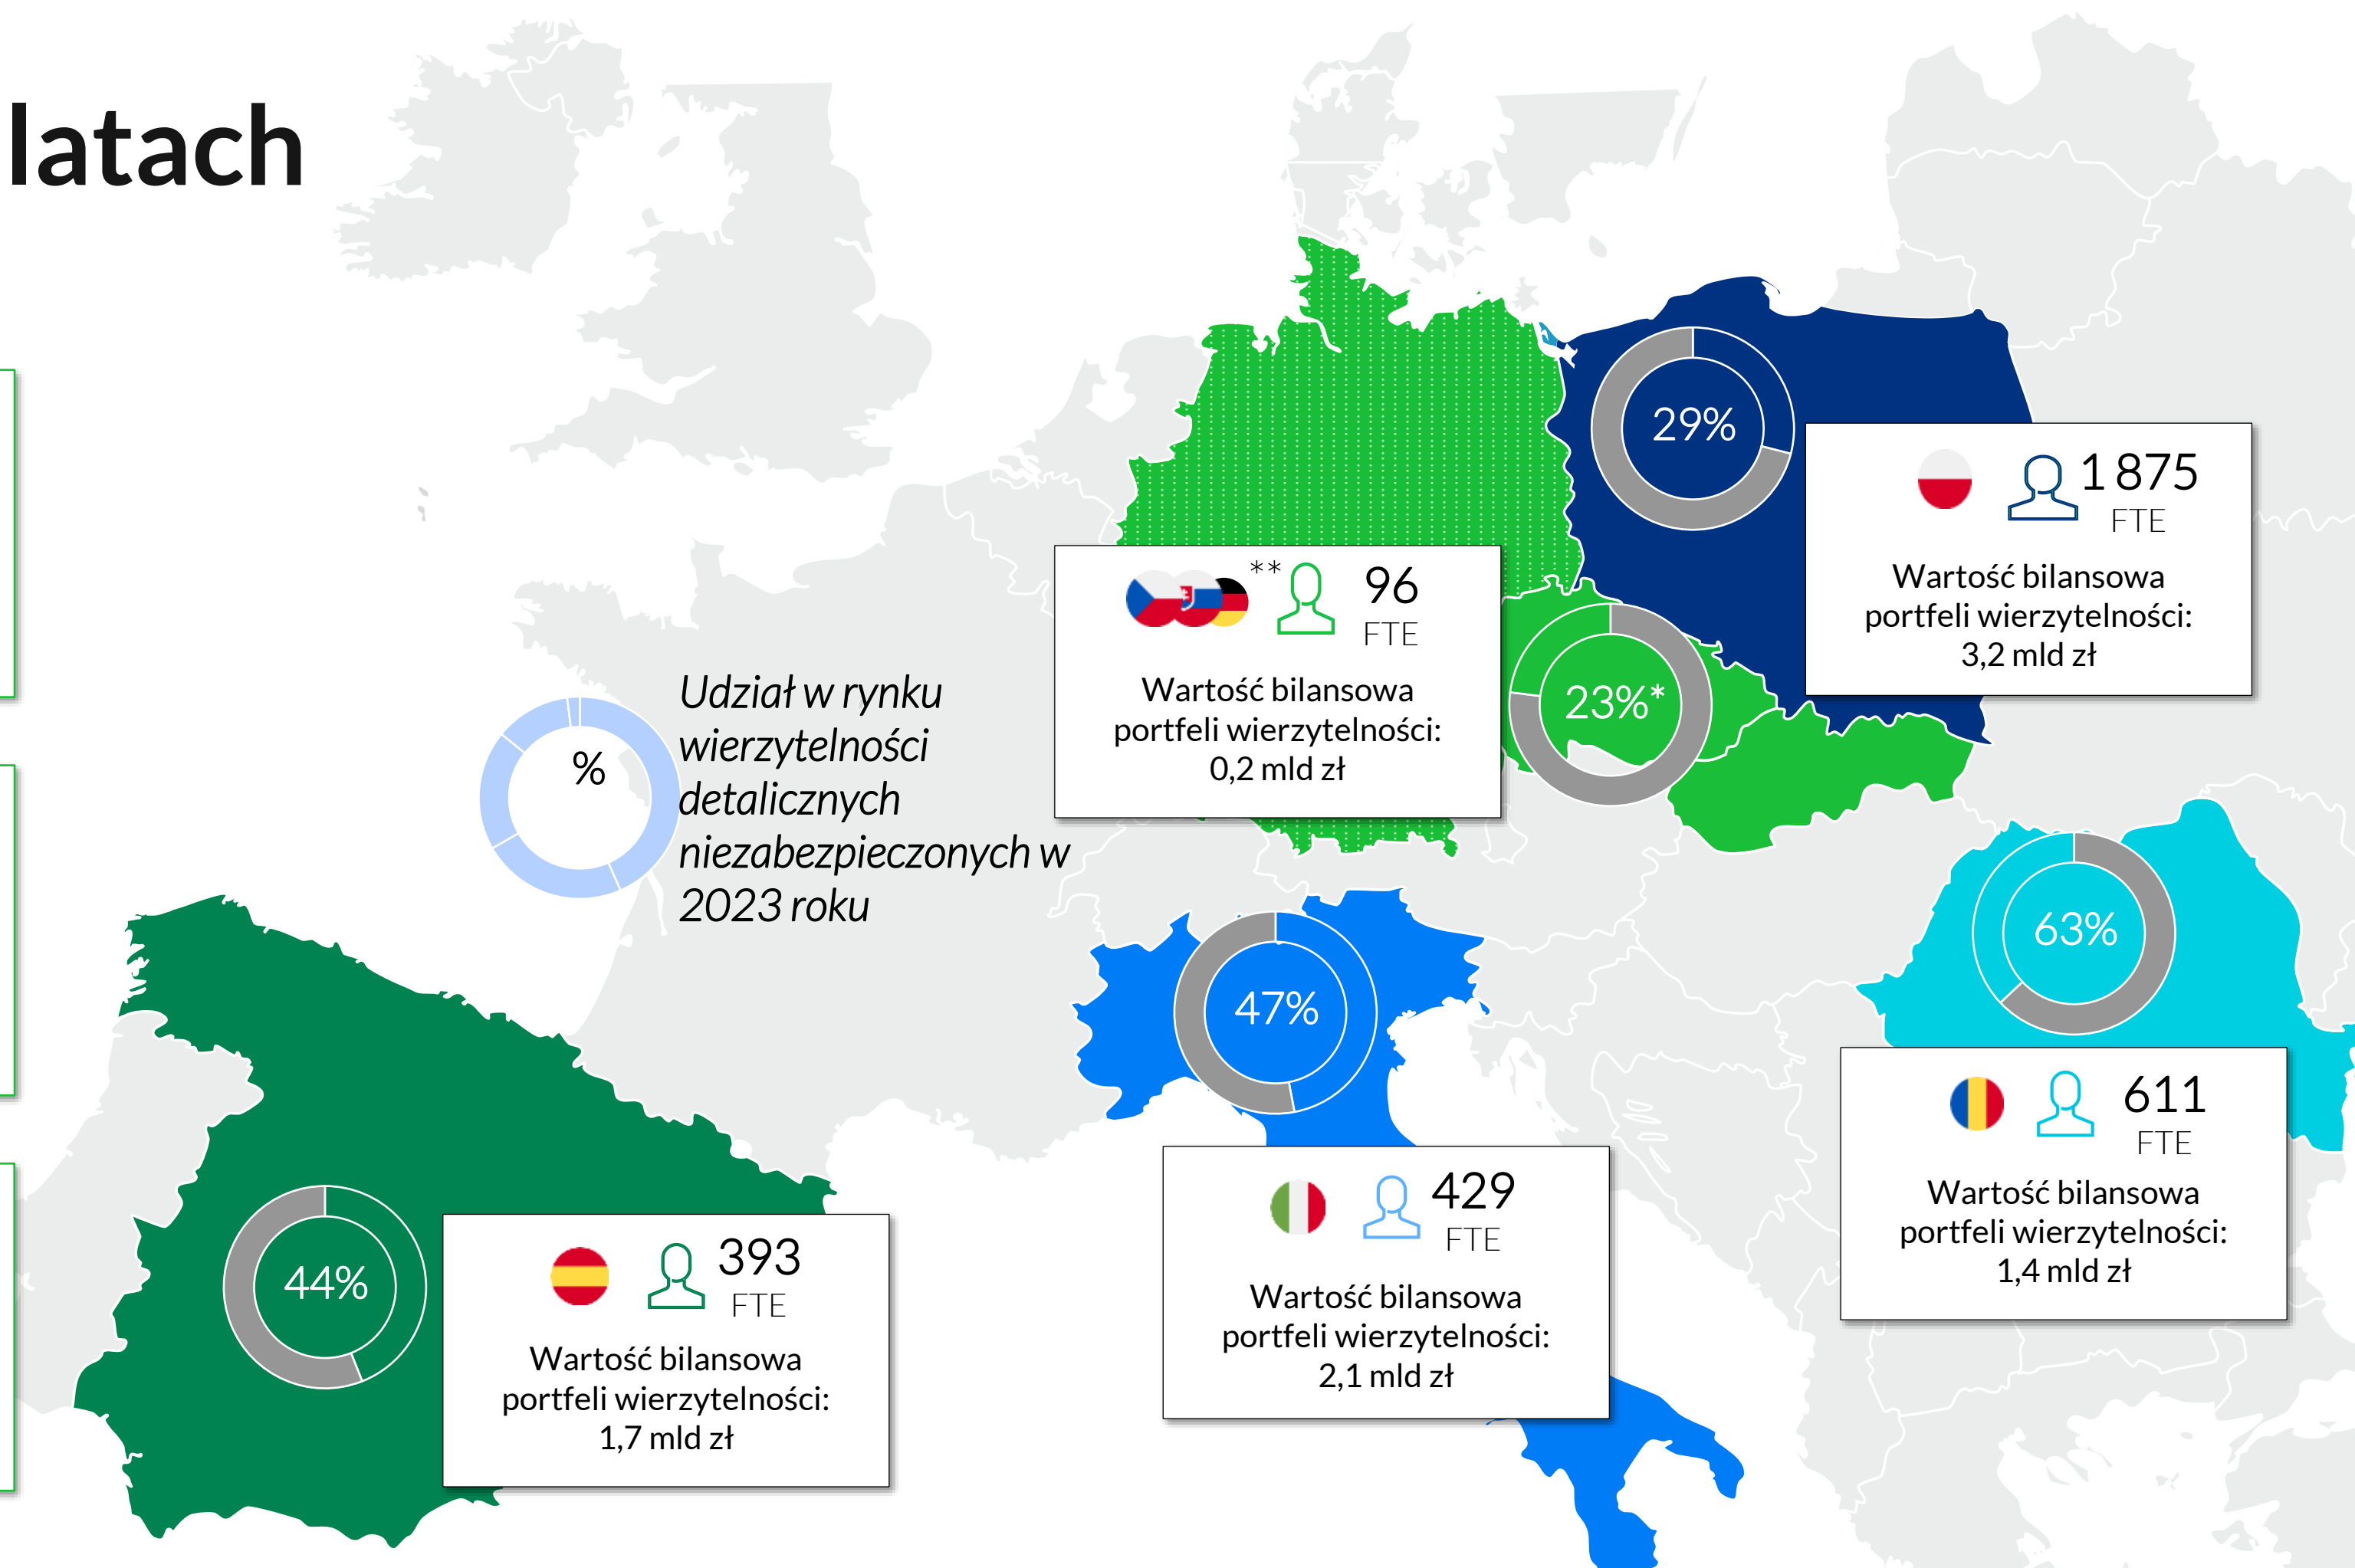 latach
29%
1 875
FTE
Wartość bilansowa
portfeli wierzytelności:
3,2 mld zł
**
96
FTE
Wartość bilansowa
portfeli wierzytelności:
0,2 mld zł
23%*
%
Udział w rynku
wierzytelności
detalicznych
niezabezpieczonych w
2023 roku
63%
611
FTE
Wartość bilansowa
portfeli wierzytelności:
1,4 mld zł
47%
429
FTE
Wartość bilansowa
portfeli wierzytelności:
2,1 mld zł
44%
393
FTE
Wartość bilansowa
portfeli wierzytelności:
1,7 mld zł